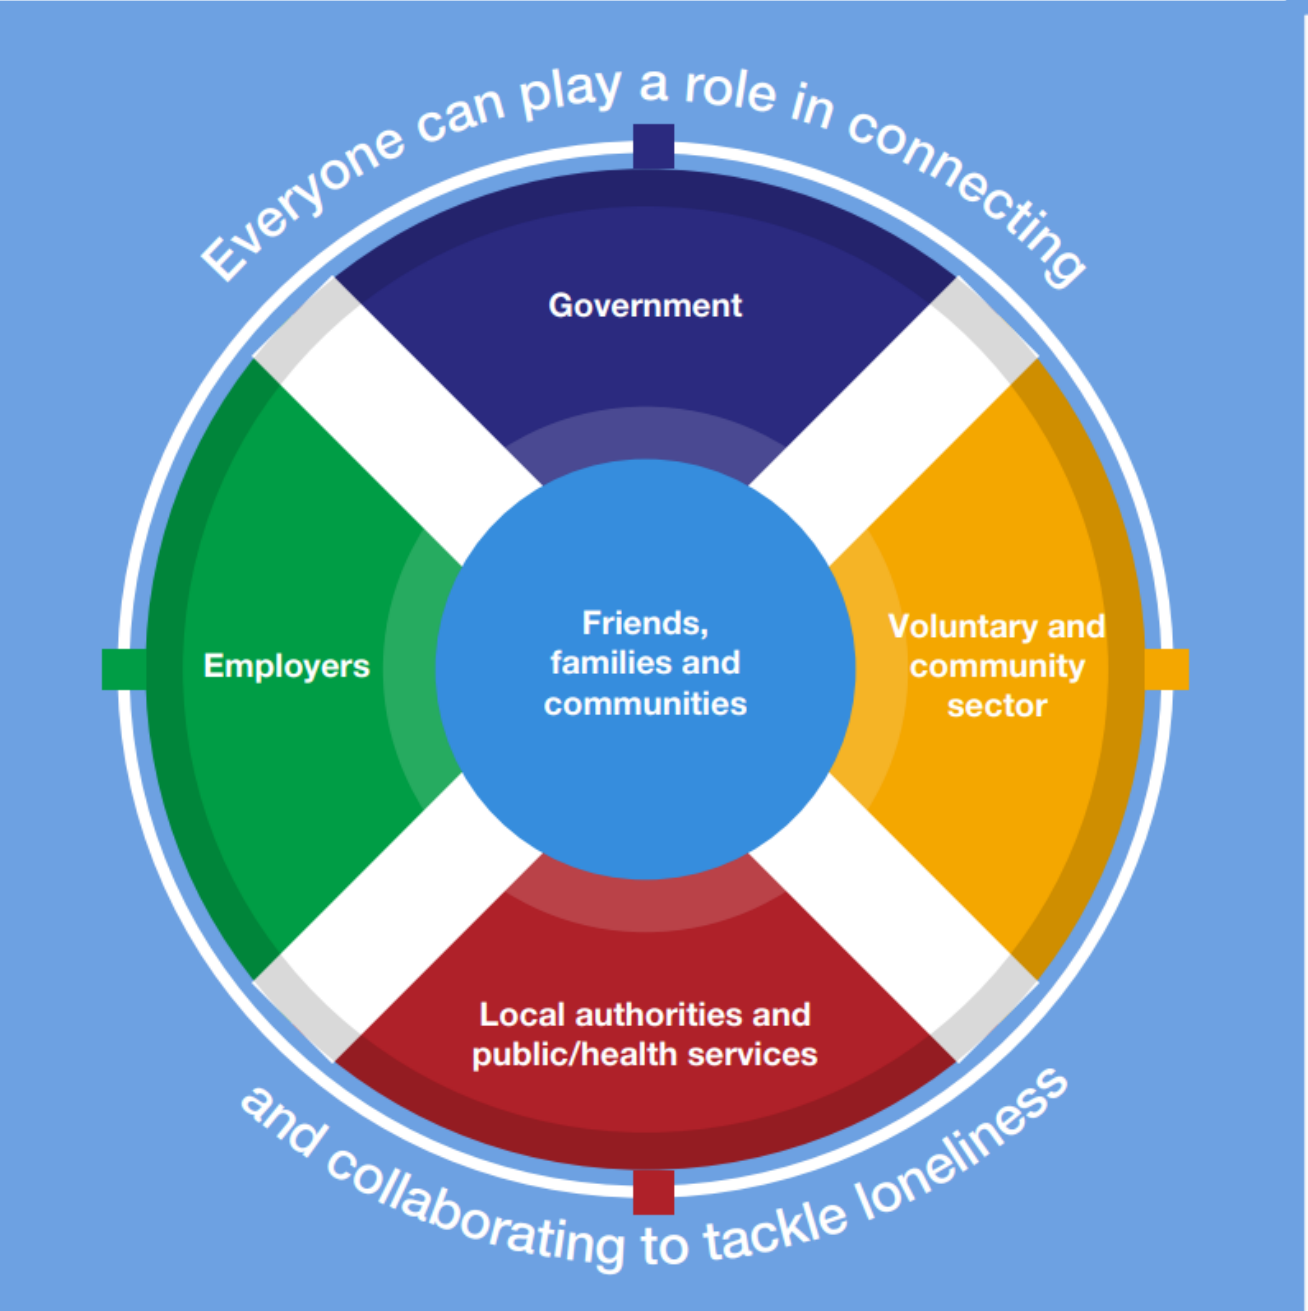 Everyone can play a role in connecting
Government
Employers
Friends,
families and
communities
Voluntary and
community
sector
Local authorities and
public/health services
and collaborating to tackle loneliness